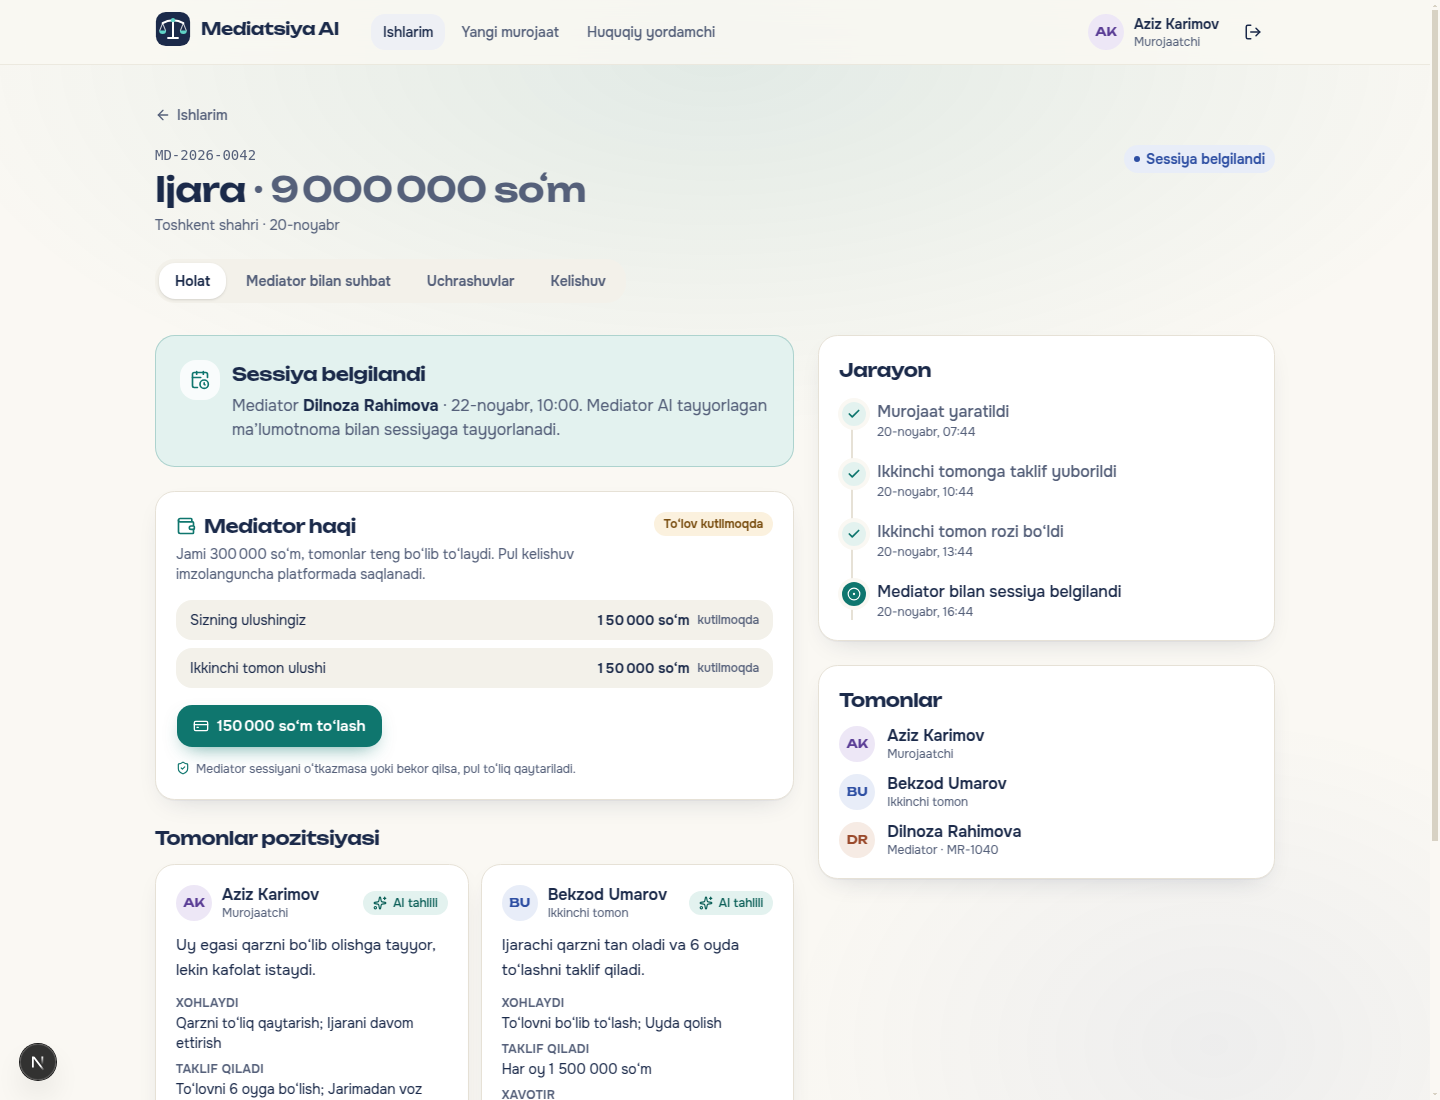 Mediatsiya AI
Ishlarim
Yangi murojaat
Huquqiy yordamchi
AK
Aziz Karimov
Murojaatchi
Ishlarim
MD-2026-0042
Ijara · 9 000 000 so‘m
Toshkent shahri · 20-noyabr
Sessiya belgilandi
Holat
Mediator bilan suhbat
Uchrashuvlar
Kelishuv
Sessiya belgilandi
Mediator Dilnoza Rahimova · 22-noyabr, 10:00. Mediator AI tayyorlagan
ma’lumotnoma bilan sessiyaga tayyorlanadi.
Mediator haqi
To‘lov kutilmoqda
Jami 300 000 so‘m, tomonlar teng bo‘lib to‘laydi. Pul kelishuv
imzolanguncha platformada saqlanadi.
Sizning ulushingiz
150 000 so‘m kutilmoqda
Ikkinchi tomon ulushi
150 000 so‘m kutilmoqda
150 000 so‘m to‘lash
Mediator sessiyani o‘tkazmasa yoki bekor qilsa, pul to‘liq qaytariladi.
Tomonlar pozitsiyasi
AK
Aziz Karimov
Murojaatchi
AI tahlili
Uy egasi qarzni bo‘lib olishga tayyor,
lekin kafolat istaydi.
XOHLAYDI
Qarzni to‘liq qaytarish; Ijarani davom
ettirish
TAKLIF QILADI
To‘lovni 6 oyga bo‘lish; Jarimadan voz
BU
Bekzod Umarov
Ikkinchi tomon
AI tahlili
Ijarachi qarzni tan oladi va 6 oyda
to‘lashni taklif qiladi.
XOHLAYDI
To‘lovni bo‘lib to‘lash; Uyda qolish
TAKLIF QILADI
Har oy 1 500 000 so‘m
XAVOTIR
Jarayon
Murojaat yaratildi
20-noyabr, 07:44
Ikkinchi tomonga taklif yuborildi
20-noyabr, 10:44
Ikkinchi tomon rozi bo‘ldi
20-noyabr, 13:44
Mediator bilan sessiya belgilandi
20-noyabr, 16:44
Tomonlar
AK
Aziz Karimov
Murojaatchi
BU
Bekzod Umarov
Ikkinchi tomon
DR
Dilnoza Rahimova
Mediator · MR-1040
N